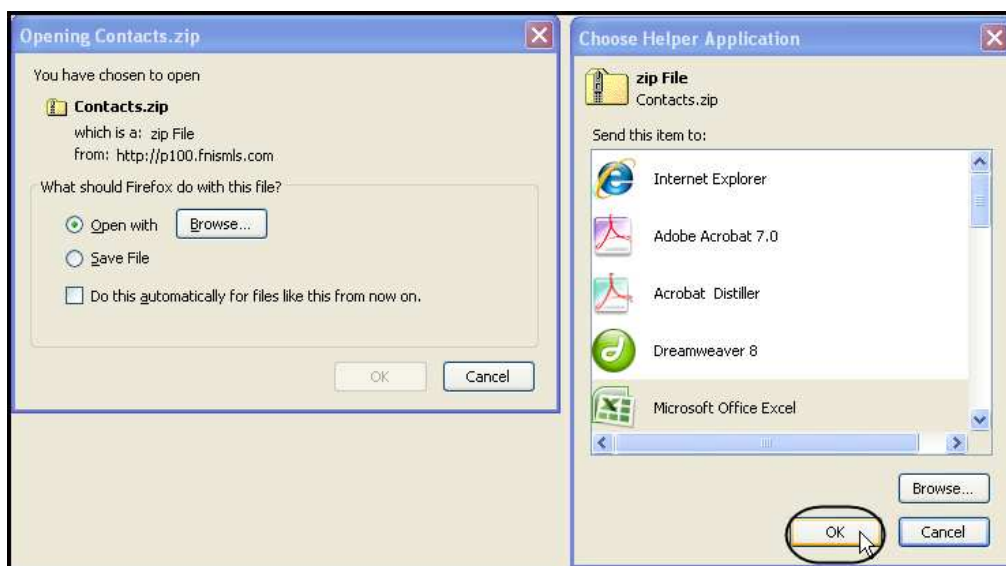 Opening Contacts.zip
You have chosen to open
Contacts.zip
which is a: zip File
from: http://p100.fnismls.com
What should Firefox do with this file?
Open with
Browse...
Save File
Do this automatically for files like this from now on.
OK
Cancel
Choose Helper Application
zip File
Contacts.zip
Send this item to:
Internet Explorer
Adobe Acrobat 7.0
Acrobat Distiller
Dreamweaver 8
Microsoft Office Excel
Browse...
OK
Cancel